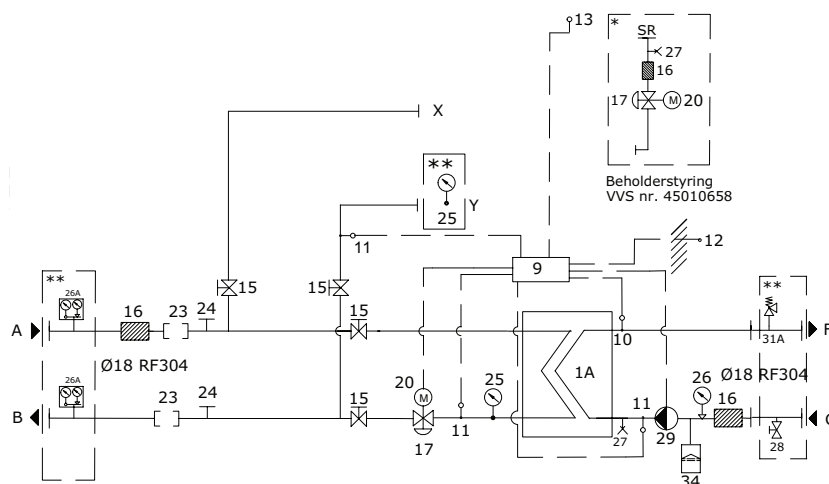 13
*
SR
27
16
17
M
20
X
**
25
Y
Beholderstyring
VVS nr. 45010658
11
12
9
**
26A
15
15
**
16
23
24
15
A
F
31A
10
Ø18 RF304
1A
26A
23
24
15
20
M
25
26
Ø18 RF304
11
16
B
G
17
11
27
29
28
34